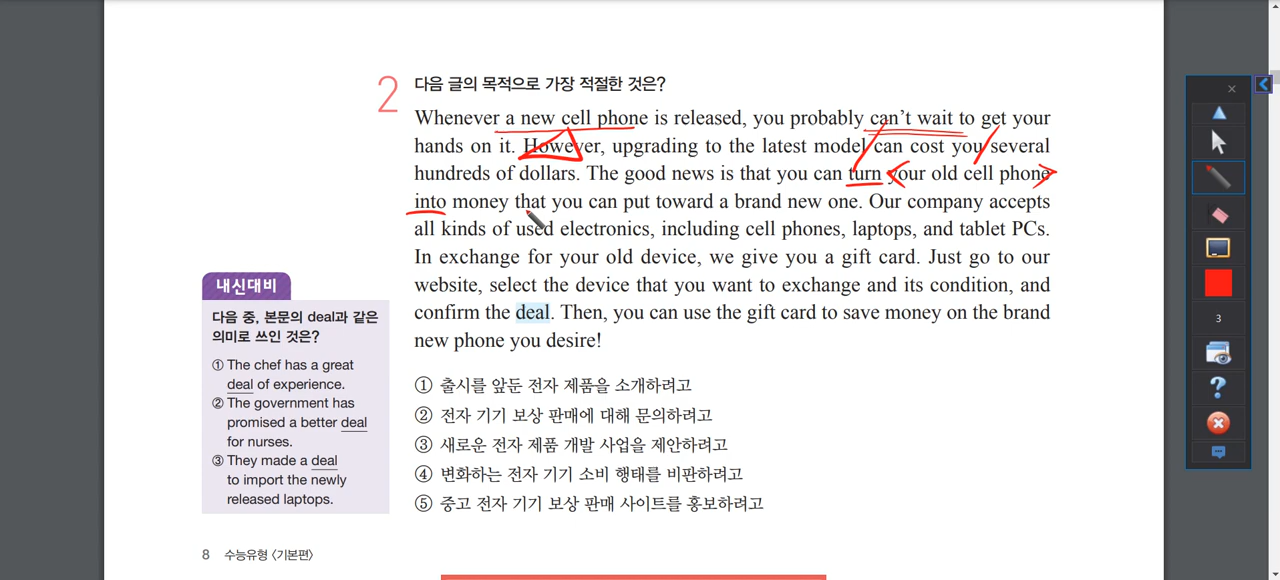 2 다음 글의 목적으로 가장 적절한 것은?
Whenever a new cell phone is released, you probably can't wait to get your
hands on it. However, upgrading to the latest model can cost you several
hundreds of dollars. The good news is that you can turn your old cell phone
into money that you can put toward a brand new one. Our company accepts
all kinds of used electronics, including cell phones, laptops, and tablet PCs.
In exchange for your old device, we give you a gift card. Just go to our
website, select the device that you want to exchange and its condition, and
confirm the deal. Then, you can use the gift card to save money on the brand
new phone you desire!
① 출시를 앞둔 전자 제품을 소개하려고
② 전자 기기 보상 판매에 대해 문의하려고
③ 새로운 전자 제품 개발 사업을 제안하려고
④ 변화하는 전자 기기 소비 행태를 비판하려고
⑤ 중고 전자 기기 보상 판매 사이트를 홍보하려고
내신대비
다음 중, 본문의 deal과 같은
의미로 쓰인 것은?
① The chef has a great
deal of experience.
② The government has
promised a better deal
for nurses.
③ They made a deal
to import the newly
released laptops.
8 수능유형 〈기본편〉
3